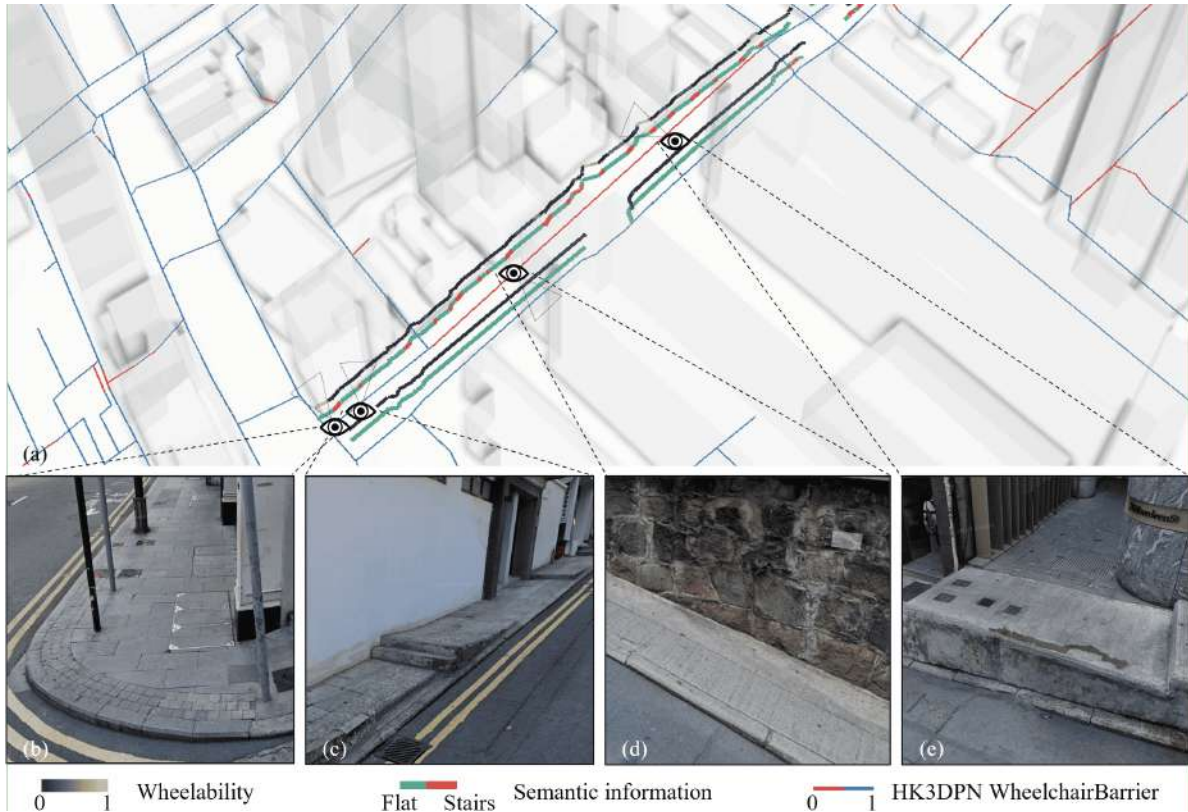 (a)
(b)
(c)
(d)
(e)
0 1 Wheelability
Flat Stairs Semantic information
0 1 HK3DPN WheelchairBarrier